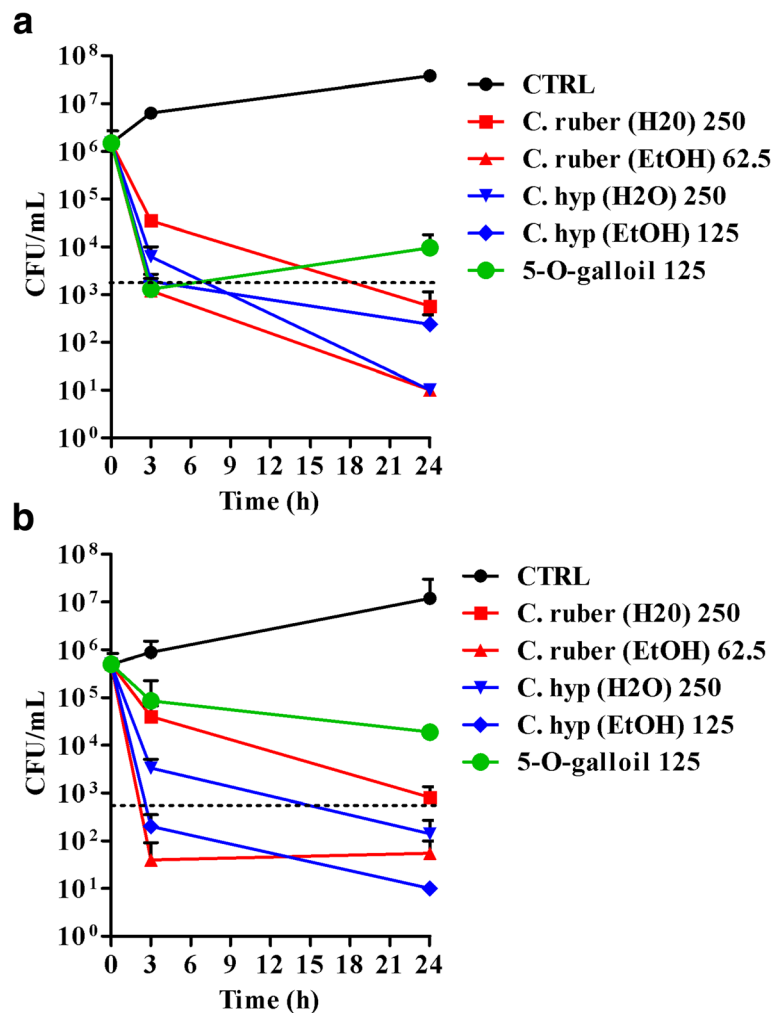 a
10⁸
10⁷
10⁶
10⁵
10⁴
10³
10²
10¹
10⁰
CFU/mL
0 3 6 9 12 15 18 21 24
Time (h)
CTRL
C. ruber (H20) 250
C. ruber (EtOH) 62.5
C. hyp (H2O) 250
C. hyp (EtOH) 125
5-O-galloil 125
b
10⁸
10⁷
10⁶
10⁵
10⁴
10³
10²
10¹
10⁰
CFU/mL
0 3 6 9 12 15 18 21 24
Time (h)
CTRL
C. ruber (H20) 250
C. ruber (EtOH) 62.5
C. hyp (H2O) 250
C. hyp (EtOH) 125
5-O-galloil 125